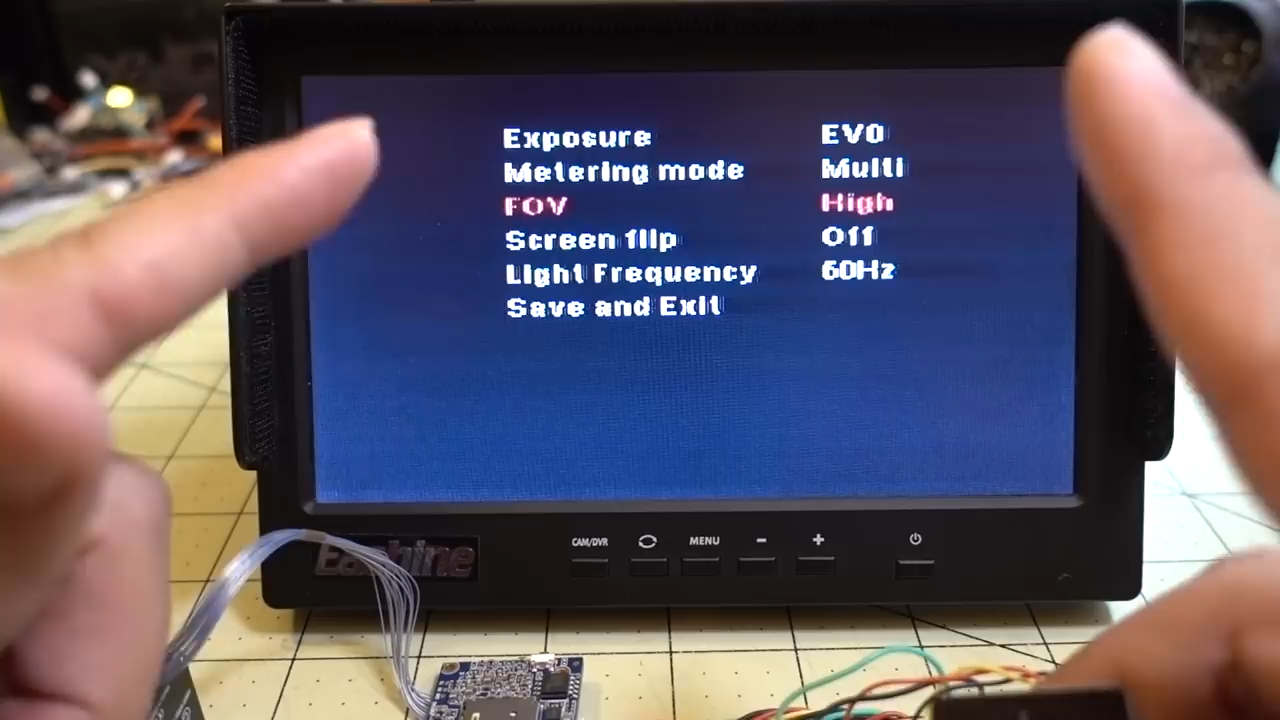 Exposure EV0
Metering mode Multi
FOV High
Screen flip Off
Light Frequency 60Hz
Save and Exit
CAM/DVR MENU - +
Eachine